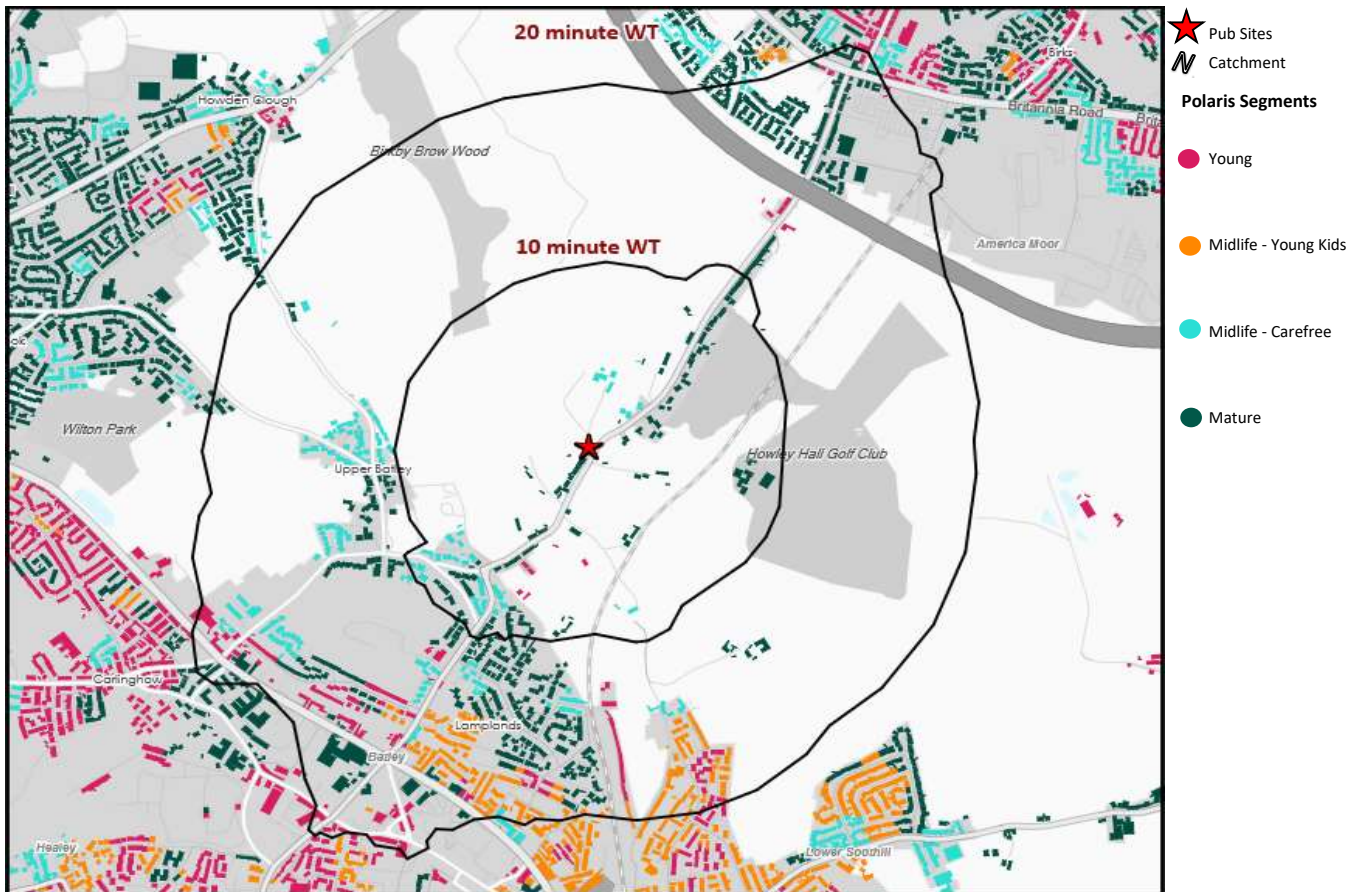 20 minute WT
Birks
Howden Clough
Britannia Road
Birkby Brow Wood
10 minute WT
America Moor
Wilton Park
Howley Hall Golf Club
Upper Batley
Carlinghow
Lamplands
Batley
Healey
Lower Soothill
Pub Sites
Catchment
Polaris Segments
Young
Midlife - Young Kids
Midlife - Carefree
Mature